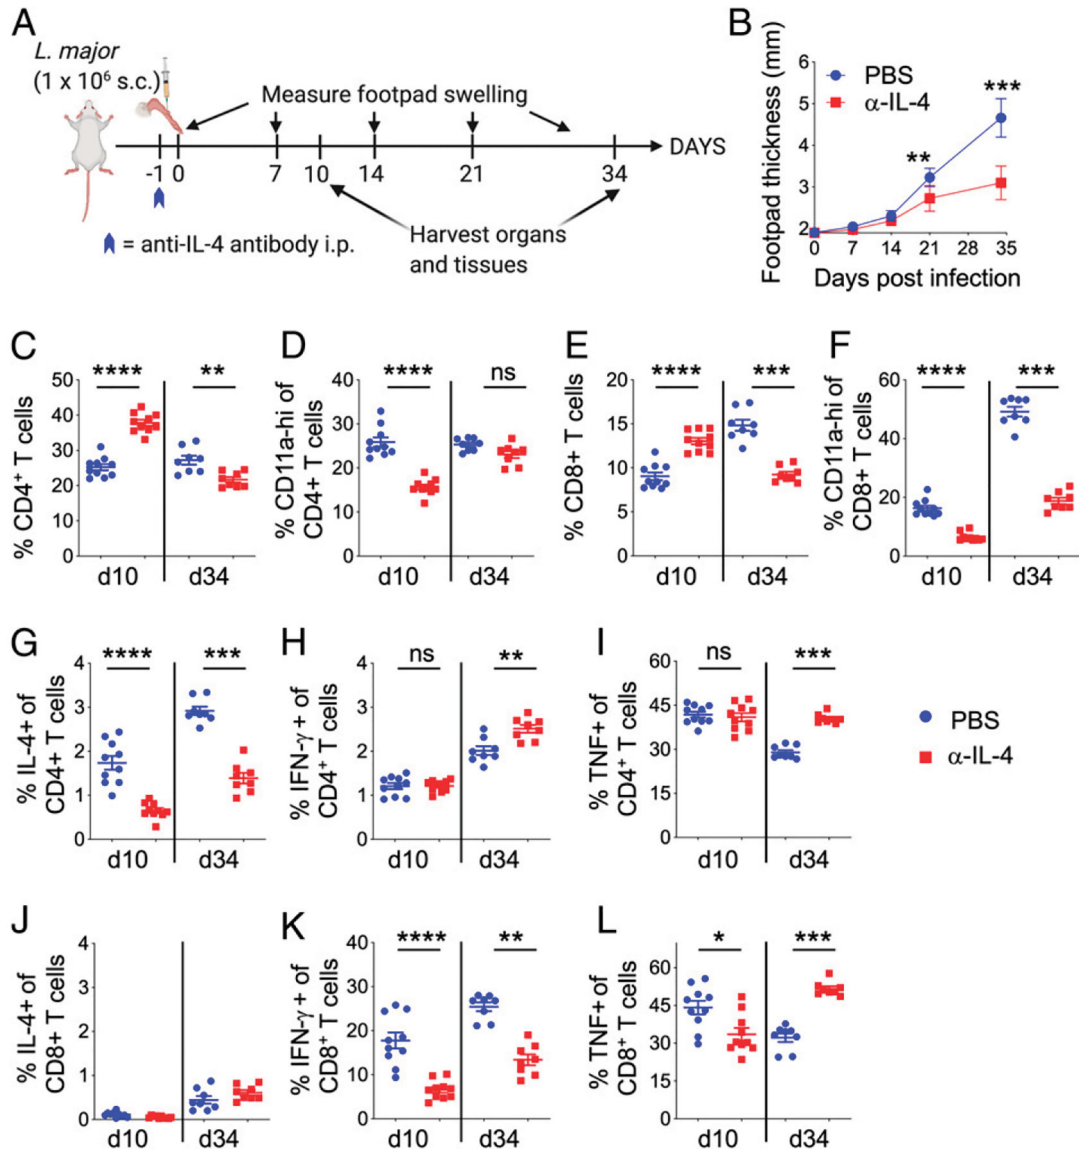 A
L. major
(1 x 10⁶ s.c.)
Measure footpad swelling
DAYS
-1 0 7 10 14 21 34
= anti-IL-4 antibody i.p.
Harvest organs
and tissues
B
Footpad thickness (mm)
6
5
4
3
2
PBS
α-IL-4
**
***
0 7 14 21 28 35
Days post infection
C
% CD4⁺ T cells
50
40
30
20
10
0
****
**
d10 d34
D
% CD11a-hi of
CD4+ T cells
40
30
20
10
0
****
ns
d10 d34
E
% CD8+ T cells
20
15
10
5
0
****
***
d10 d34
F
% CD11a-hi of
CD8+ T cells
60
40
20
0
****
***
d10 d34
G
% IL-4+ of
CD4+ T cells
4
3
2
1
0
****
***
d10 d34
H
% IFN-γ+ of
CD4⁺ T cells
4
3
2
1
0
ns
**
d10 d34
I
% TNF+ of
CD4⁺ T cells
60
45
30
15
0
ns
***
d10 d34
PBS
α-IL-4
J
% IL-4+ of
CD8+ T cells
4
3
2
1
0
d10 d34
K
% IFN-γ+ of
CD8⁺ T cells
40
30
20
10
0
****
**
d10 d34
L
% TNF+ of
CD8⁺ T cells
60
45
30
15
0
*
***
d10 d34